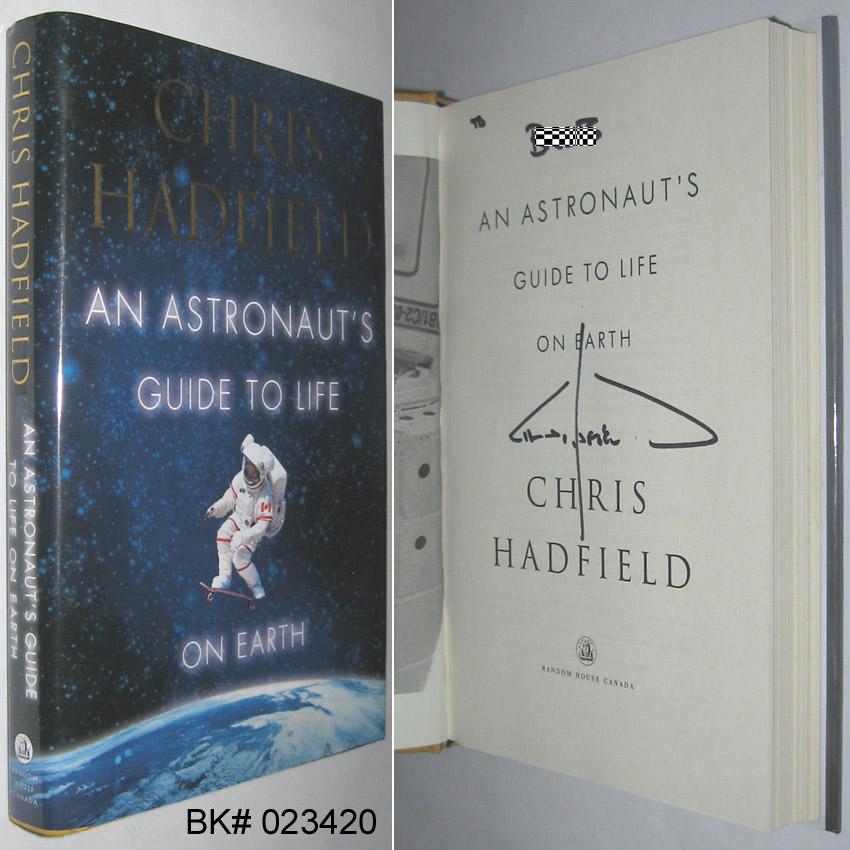 CHRIS HADFIELD
AN ASTRONAUT'S GUIDE
TO LIFE ON EARTH
RANDOM
HOUSE
CANADA
CHRIS
HADFIELD
AN ASTRONAUT'S
GUIDE TO LIFE
ON EARTH
BK# 023420
To
AN ASTRONAUT'S
GUIDE TO LIFE
ON EARTH
CHRIS
HADFIELD
RANDOM HOUSE CANADA